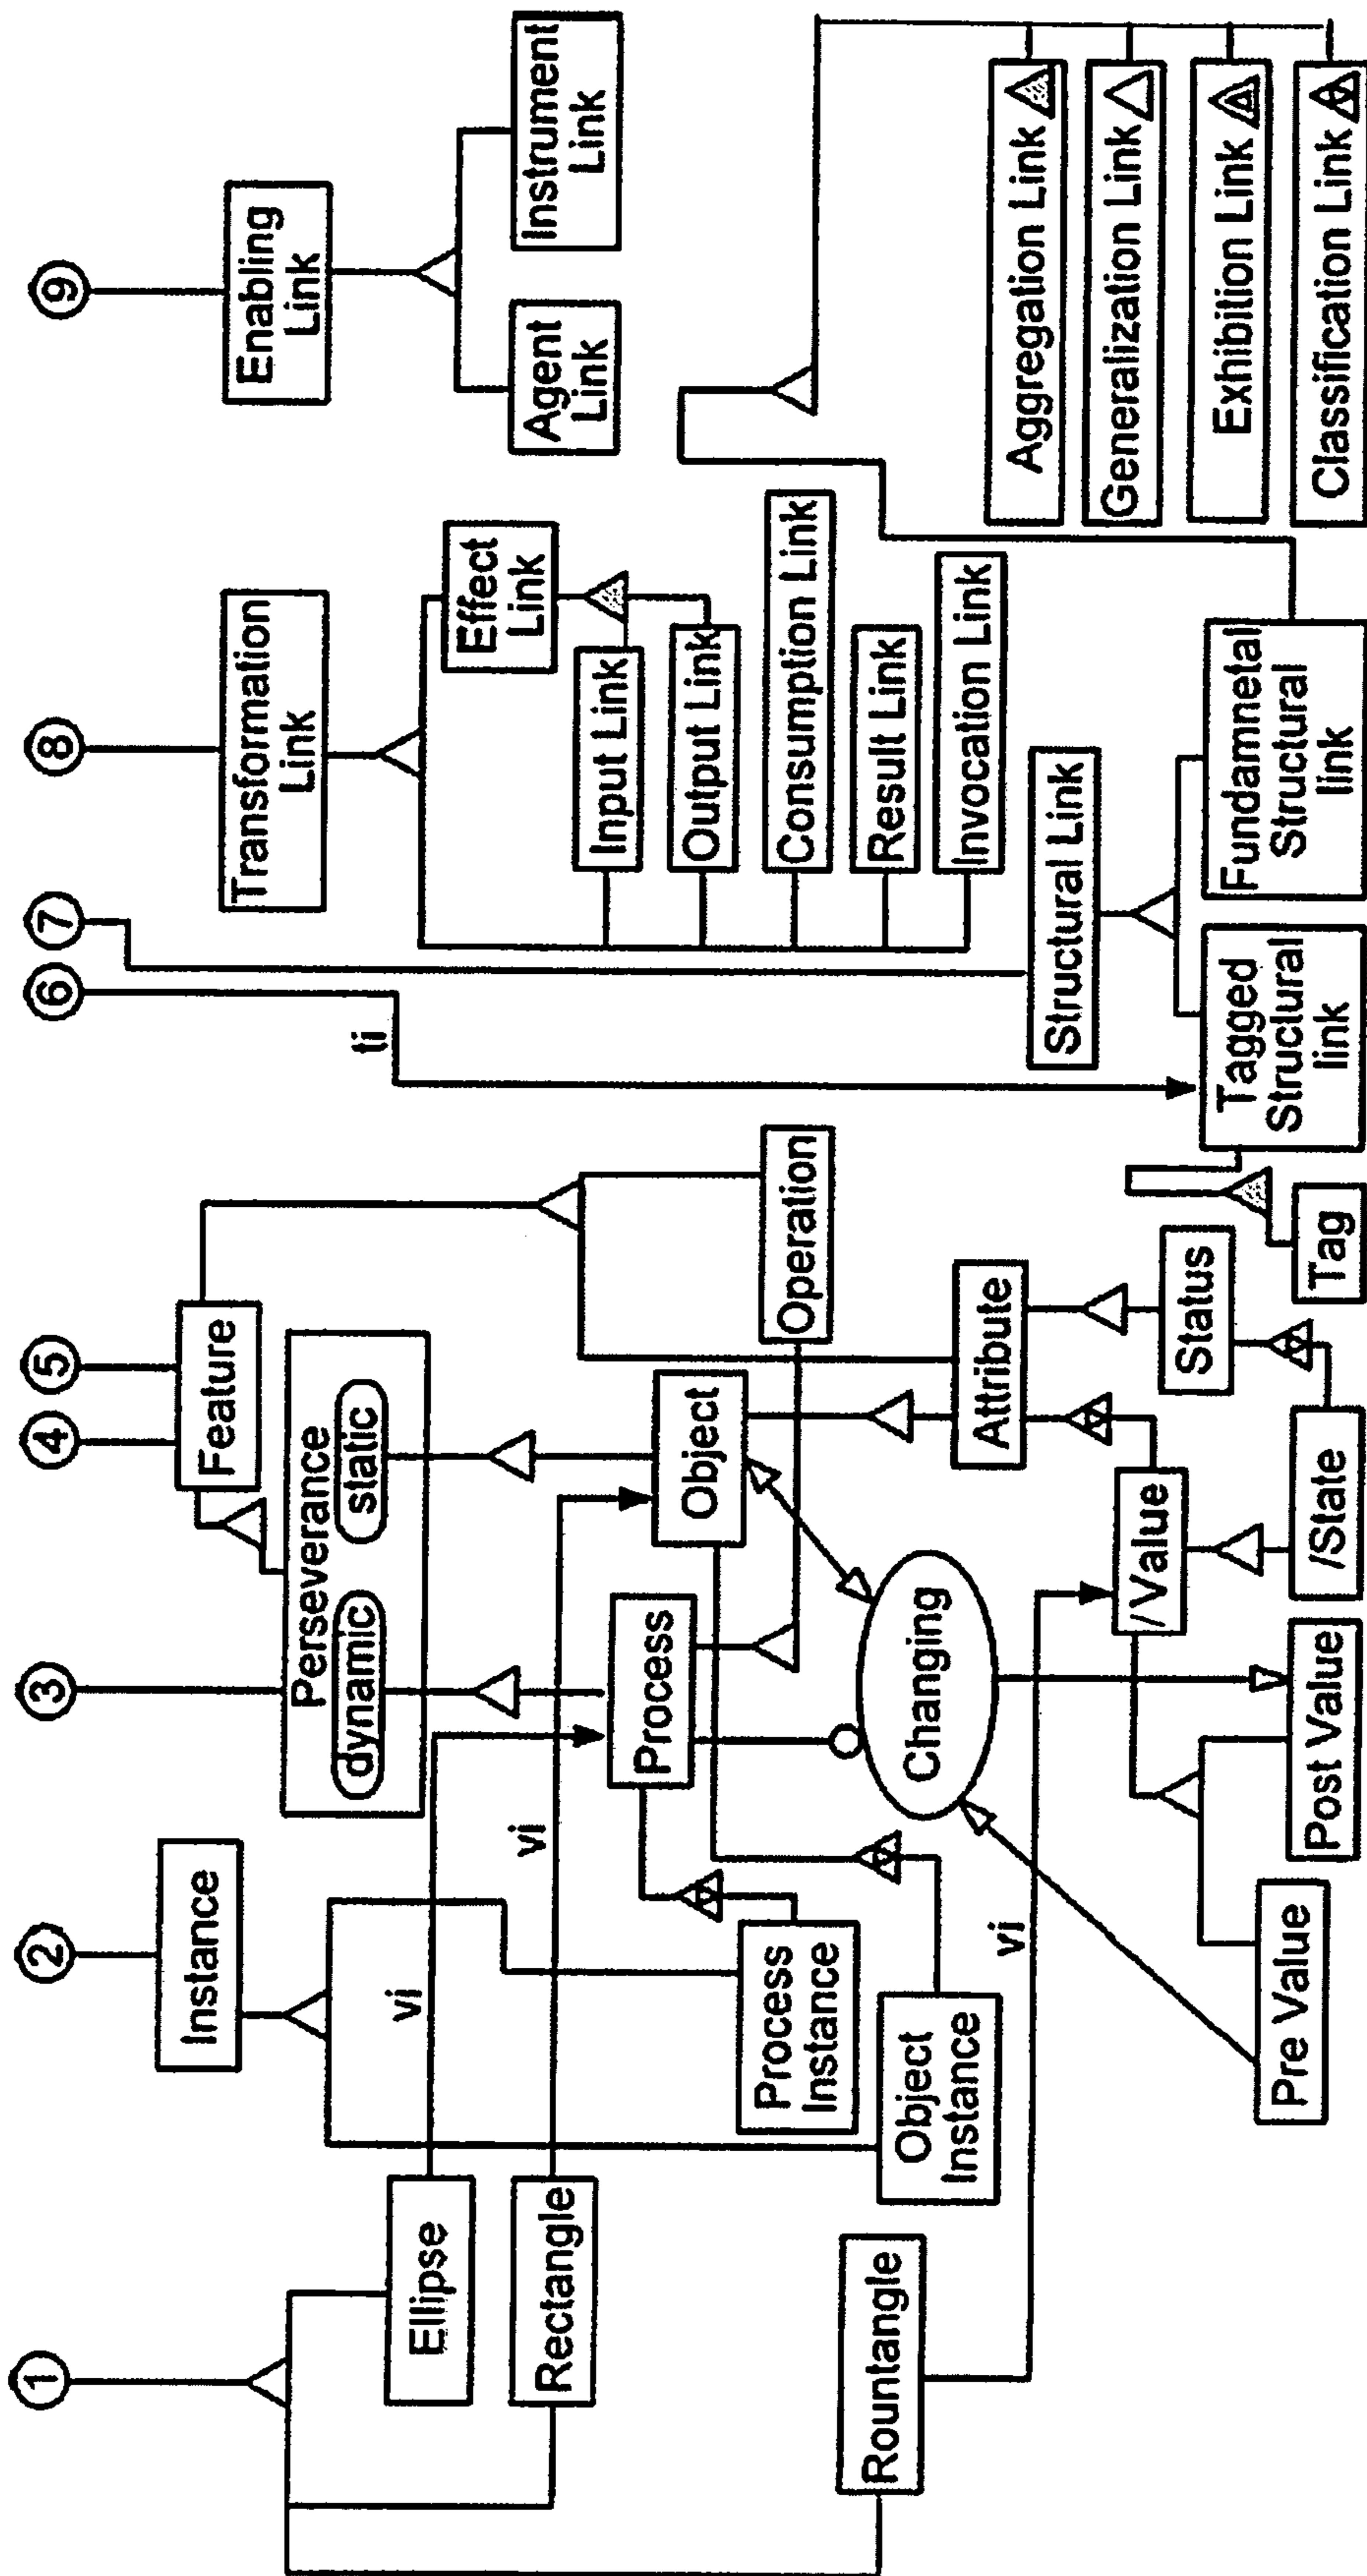 1
2
3
4
5
6
7
8
9
Instance
Feature
Transformation
Link
Enabling
Link
Perseverance
dynamic
static
ti
Ellipse
vi
Effect
Link
Agent
Link
Instrument
Link
Rectangle
vi
Process
Object
Input Link
Output Link
Consumption Link
Result Link
Invocation Link
Process
Instance
Operation
Rountangle
Object
Instance
Changing
Attribute
vi
/Value
Status
Structural Link
Aggregation Link
Generalization Link
Exhibition Link
Classification Link
Pre Value
Post Value
/State
Tag
Tagged
Structural
link
Fundamnetal
Structural
link